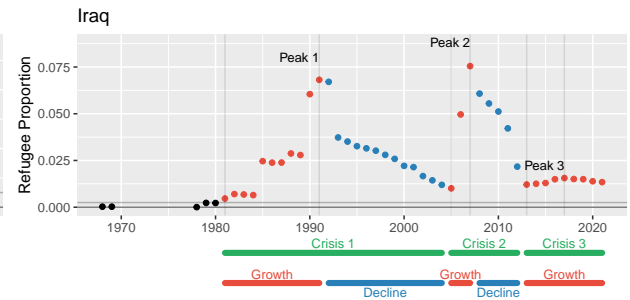 Iraq
Refugee Proportion
0.075
0.050
0.025
0.000
Peak 1
Peak 2
Peak 3
1970 1980 1990 2000 2010 2020
Crisis 1 Crisis 2 Crisis 3
Growth Growth Growth
Decline Decline